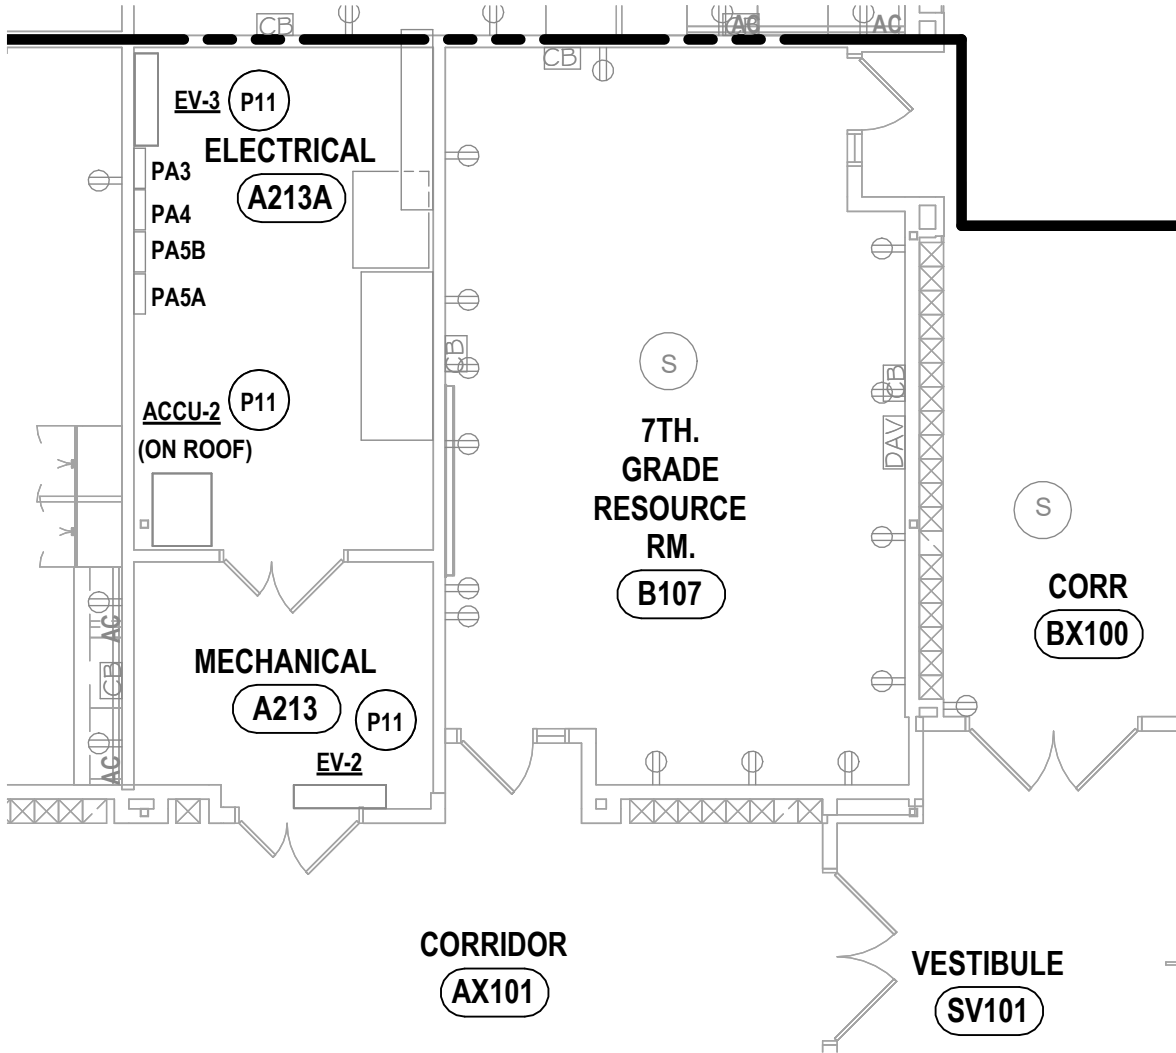 CB
AC
CB
AC
CB
EV-3
P11
ELECTRICAL
A213A
PA3
PA4
PA5B
PA5A
CB
CB
S
DAV
ACCU-2
P11
(ON ROOF)
7TH.
GRADE
RESOURCE
RM.
B107
S
CORR
BX100
AC
CB
AC
MECHANICAL
A213
P11
EV-2
CORRIDOR
AX101
VESTIBULE
SV101